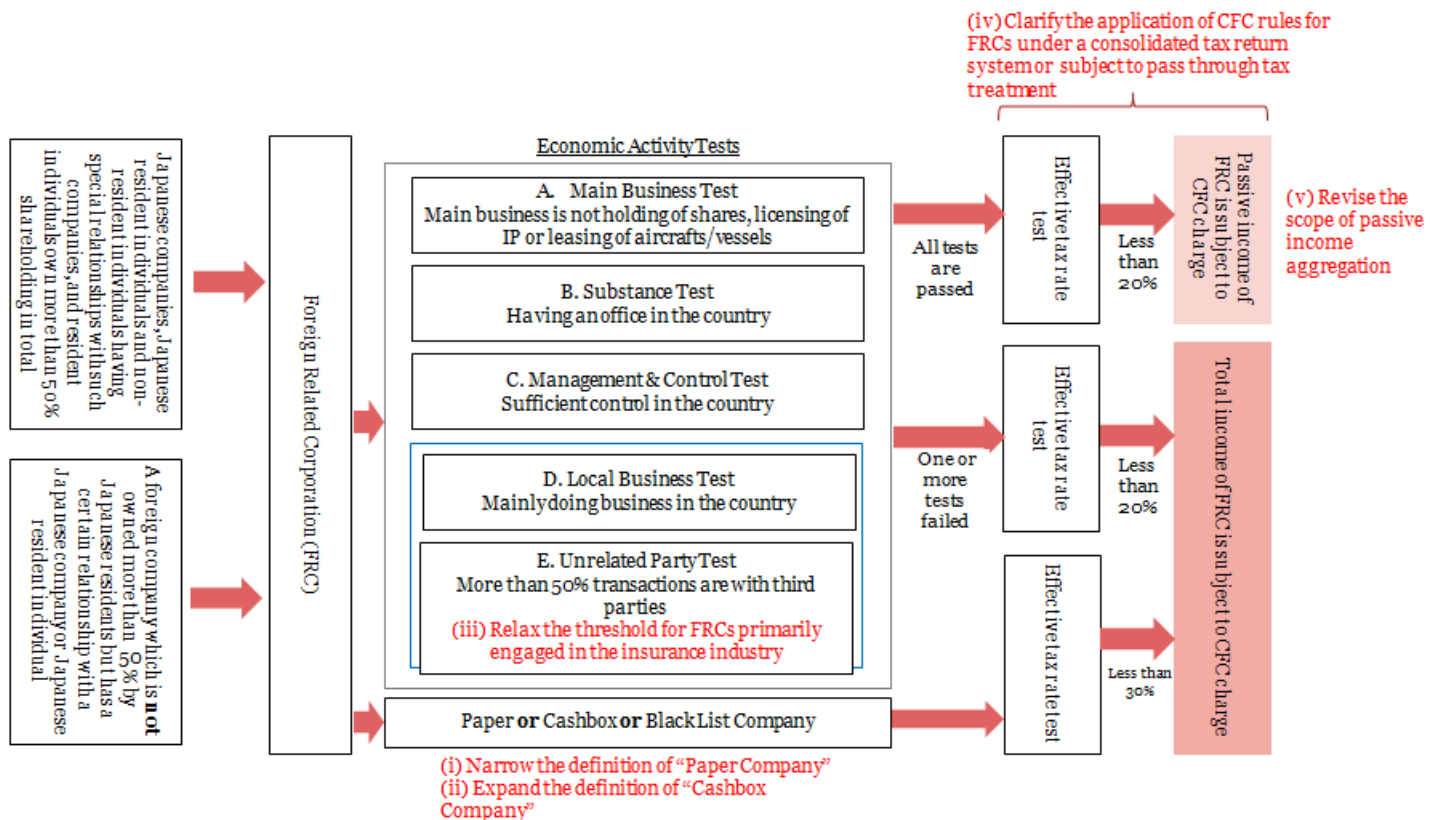 (iv) Clarify the application of CFC rules for
FRCs under a consolidated tax return
system or subject to pass through tax
treatment
Japanese companies, Japanese
resident individuals and non-
resident individuals having
special relationships with such
companies, and resident
individuals own more than 50%
shareholding in total
A foreign company which is not
owned more than 50% by
Japanese residents but has a
certain relationship with a
Japanese company or Japanese
resident individual
Foreign Related Corporation (FRC)
Economic Activity Tests
A. Main Business Test
Main business is not holding of shares, licensing of
IP or leasing of aircrafts/vessels
B. Substance Test
Having an office in the country
C. Management & Control Test
Sufficient control in the country
D. Local Business Test
Mainly doing business in the country
E. Unrelated Party Test
More than 50% transactions are with third
parties
(iii) Relax the threshold for FRCs primarily
engaged in the insurance industry
Paper or Cashbox or Black List Company
(i) Narrow the definition of “Paper Company”
(ii) Expand the definition of “Cashbox
Company”
All tests
are
passed
Effective tax rate
test
Less
than
20%
Passive income of
FRC is subject to
CFC charge
(v) Revise the
scope of passive
income
aggregation
One or
more
tests
failed
Effective tax rate
test
Less
than
20%
Total income of FRC is subject to CFC charge
Effective tax rate test
Less than
30%